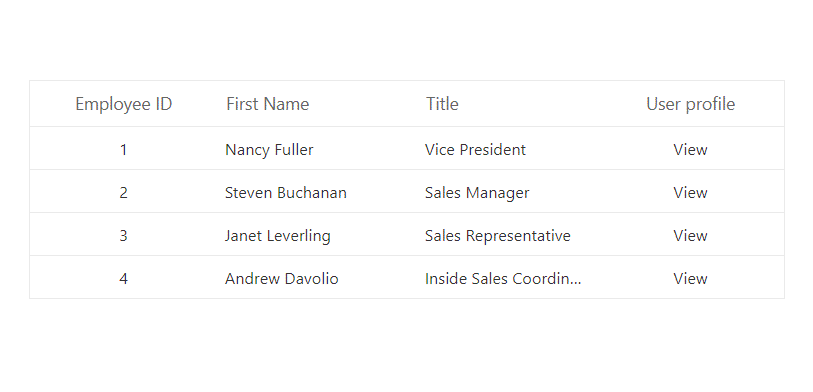 Employee ID First Name Title User profile
1 Nancy Fuller Vice President View
2 Steven Buchanan Sales Manager View
3 Janet Leverling Sales Representative View
4 Andrew Davolio Inside Sales Coordin... View